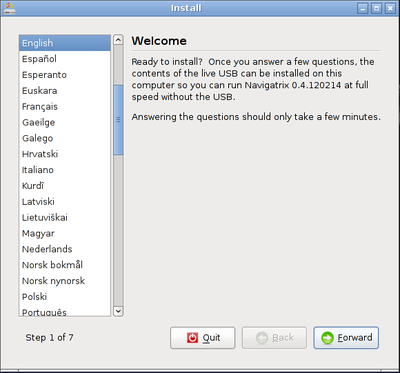 Install
English
Español
Esperanto
Euskara
Français
Gaeilge
Galego
Hrvatski
Italiano
Kurdî
Latviski
Lietuviškai
Magyar
Nederlands
Norsk bokmål
Norsk nynorsk
Polski
Português
Welcome
Ready to install?  Once you answer a few questions, the
contents of the live USB can be installed on this
computer so you can run Navigatrix 0.4.120214 at full
speed without the USB.
Answering the questions should only take a few minutes.
Step 1 of 7
Quit
Back
Forward